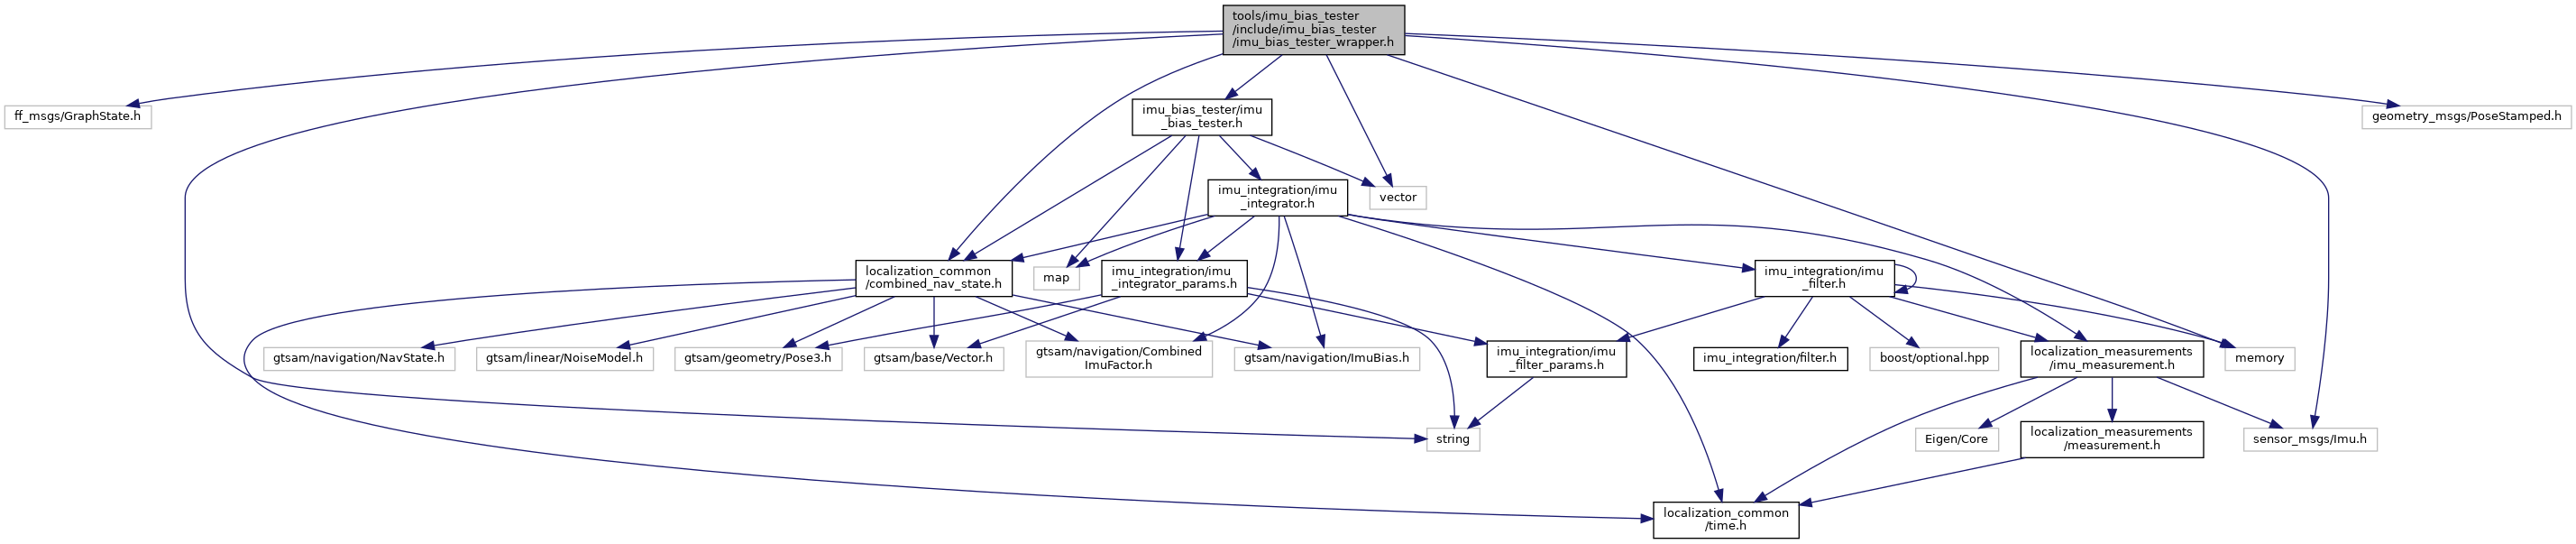 tools/imu_bias_tester
/include/imu_bias_tester
/imu_bias_tester_wrapper.h
ff_msgs/GraphState.h
imu_bias_tester/imu
_bias_tester.h
geometry_msgs/PoseStamped.h
imu_integration/imu
_integrator.h
vector
localization_common
/combined_nav_state.h
map
imu_integration/imu
_integrator_params.h
imu_integration/imu
_filter.h
gtsam/navigation/NavState.h
gtsam/linear/NoiseModel.h
gtsam/geometry/Pose3.h
gtsam/base/Vector.h
gtsam/navigation/Combined
ImuFactor.h
gtsam/navigation/ImuBias.h
imu_integration/imu
_filter_params.h
imu_integration/filter.h
boost/optional.hpp
localization_measurements
/imu_measurement.h
memory
string
Eigen/Core
localization_measurements
/measurement.h
sensor_msgs/Imu.h
localization_common
/time.h